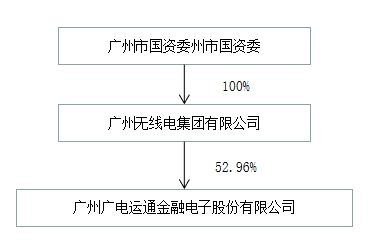 广州市国资委州市国资委
100%
广州无线电集团有限公司
52.96%
广州广电运通金融电子股份有限公司